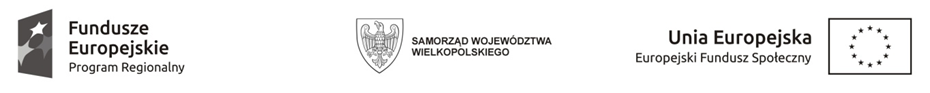 Fundusze
Europejskie
Program Regionalny
SAMORZĄD WOJEWÓDZTWA
WIELKOPOLSKIEGO
Unia Europejska
Europejski Fundusz Społeczny